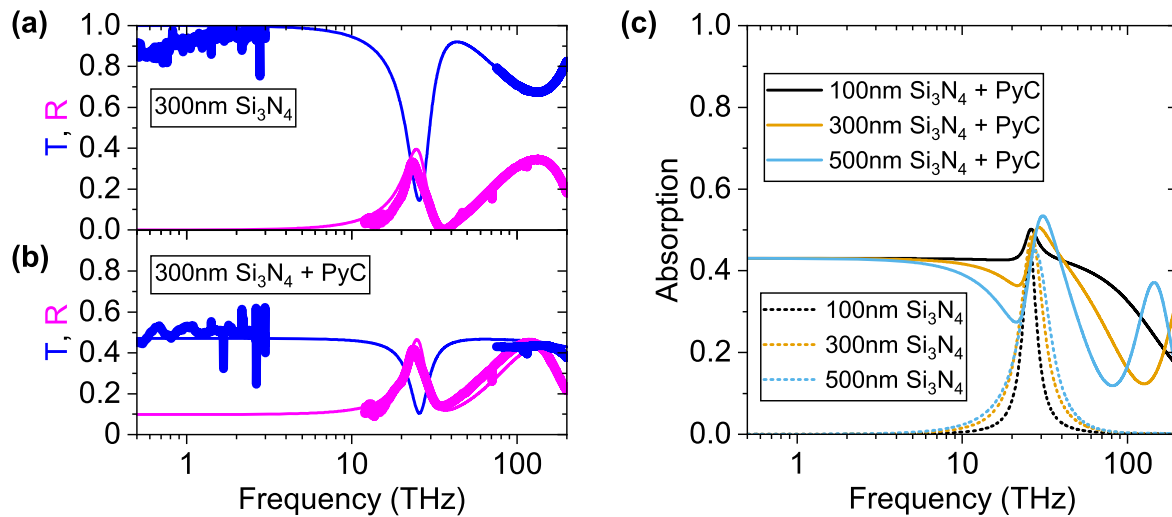 (a)
1.0
0.8
0.6
0.4
0.2
0.0
T, R
300nm Si₃N₄
(b)
0.8
0.6
0.4
0.2
0.0
T, R
300nm Si₃N₄ + PyC
1
10
100
Frequency (THz)
(c)
1.0
0.8
0.6
0.4
0.2
0.0
Absorption
100nm Si₃N₄ + PyC
300nm Si₃N₄ + PyC
500nm Si₃N₄ + PyC
100nm Si₃N₄
300nm Si₃N₄
500nm Si₃N₄
1
10
100
Frequency (THz)